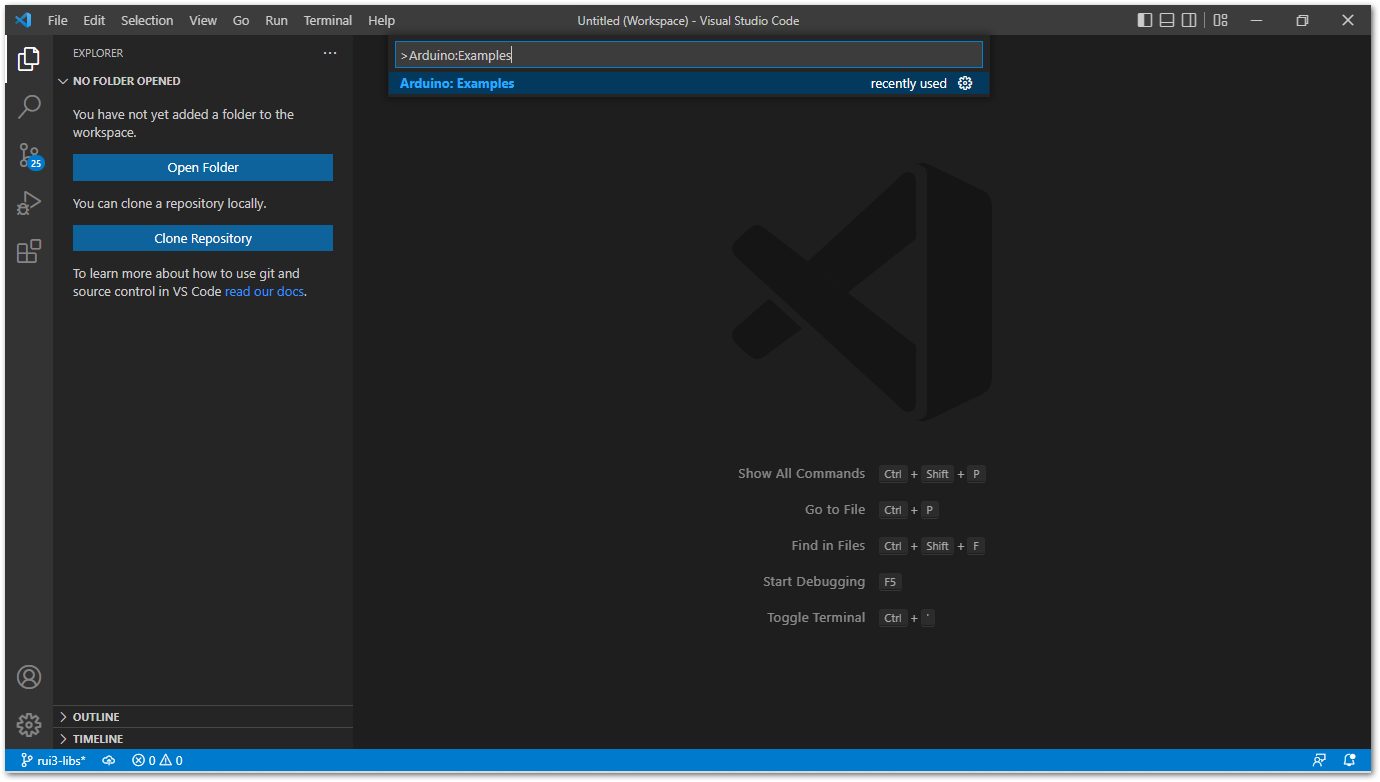 File Edit Selection View Go Run Terminal Help
Untitled (Workspace) - Visual Studio Code
EXPLORER
NO FOLDER OPENED
You have not yet added a folder to the
workspace.
Open Folder
You can clone a repository locally.
Clone Repository
To learn more about how to use git and
source control in VS Code read our docs.
25
>Arduino:Examples
Arduino: Examples recently used
Show All Commands Ctrl + Shift + P
Go to File Ctrl + P
Find in Files Ctrl + Shift + F
Start Debugging F5
Toggle Terminal Ctrl + `
OUTLINE
TIMELINE
rui3-libs* 0 0